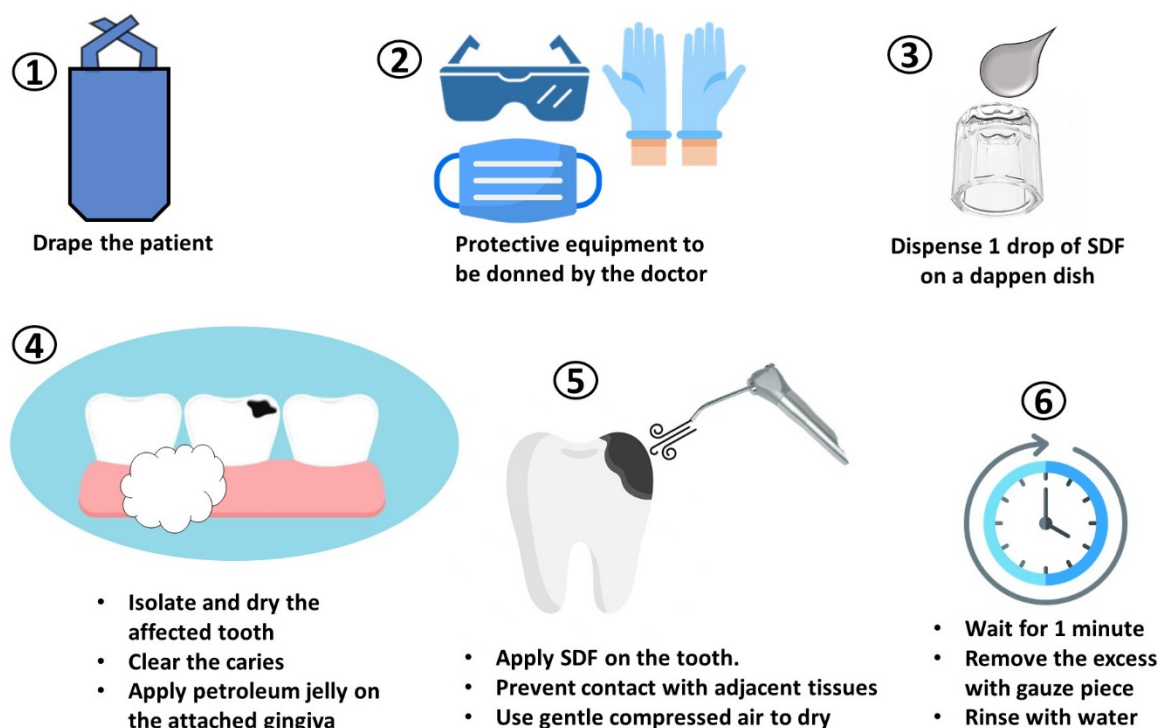 ①
Drape the patient
②
Protective equipment to
be donned by the doctor
③
Dispense 1 drop of SDF
on a dappen dish
④
• Isolate and dry the
affected tooth
• Clear the caries
• Apply petroleum jelly on
the attached gingiva
⑤
• Apply SDF on the tooth.
• Prevent contact with adjacent tissues
• Use gentle compressed air to dry
⑥
• Wait for 1 minute
• Remove the excess
with gauze piece
• Rinse with water